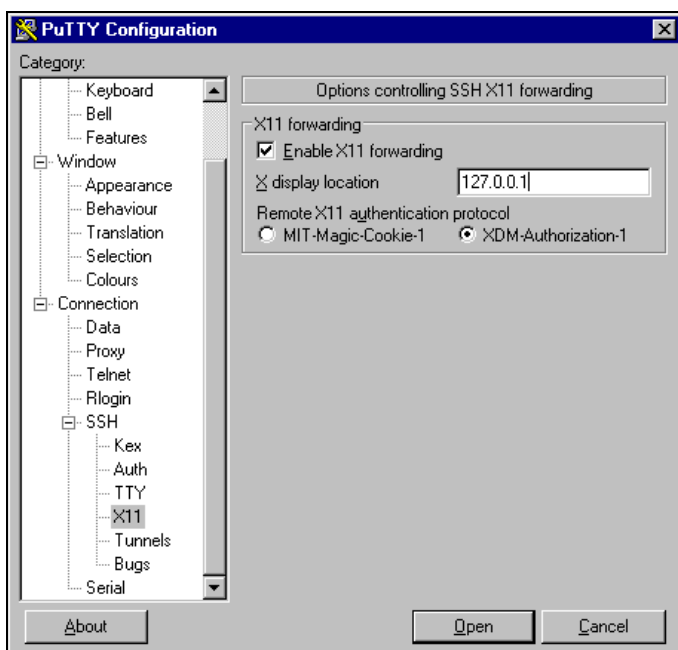 PuTTY Configuration
Category:
Keyboard
Bell
Features
Window
Appearance
Behaviour
Translation
Selection
Colours
Connection
Data
Proxy
Telnet
Rlogin
SSH
Kex
Auth
TTY
X11
Tunnels
Bugs
Serial
Options controlling SSH X11 forwarding
X11 forwarding
Enable X11 forwarding
X display location 127.0.0.1
Remote X11 authentication protocol
MIT-Magic-Cookie-1 XDM-Authorization-1
About Open Cancel